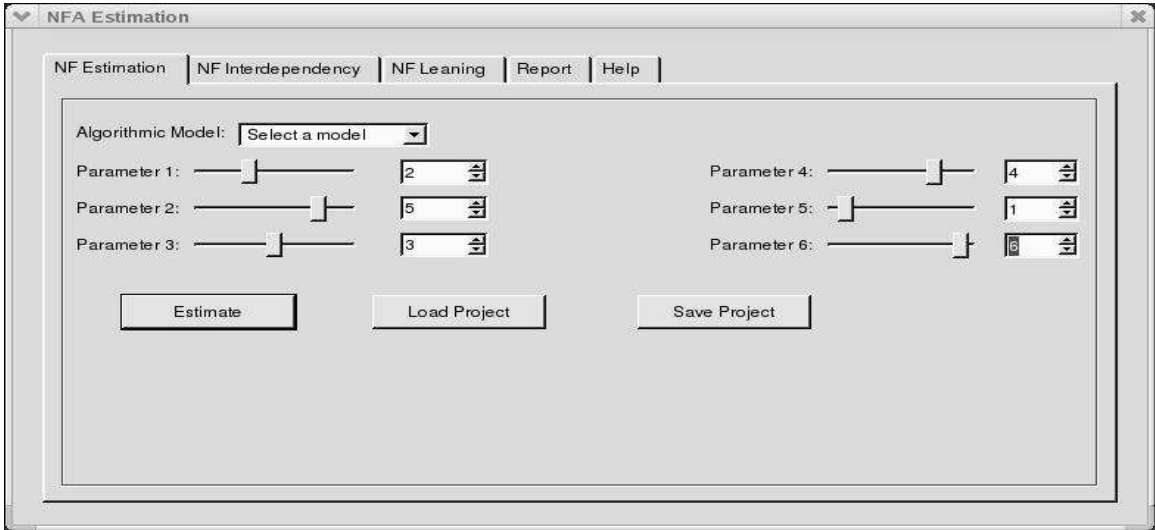 NFA Estimation
NF Estimation NF Interdependency NF Leaning Report Help
Algorithmic Model: Select a model
Parameter 1: 2 Parameter 4: 4
Parameter 2: 5 Parameter 5: 1
Parameter 3: 3 Parameter 6: 6
Estimate Load Project Save Project